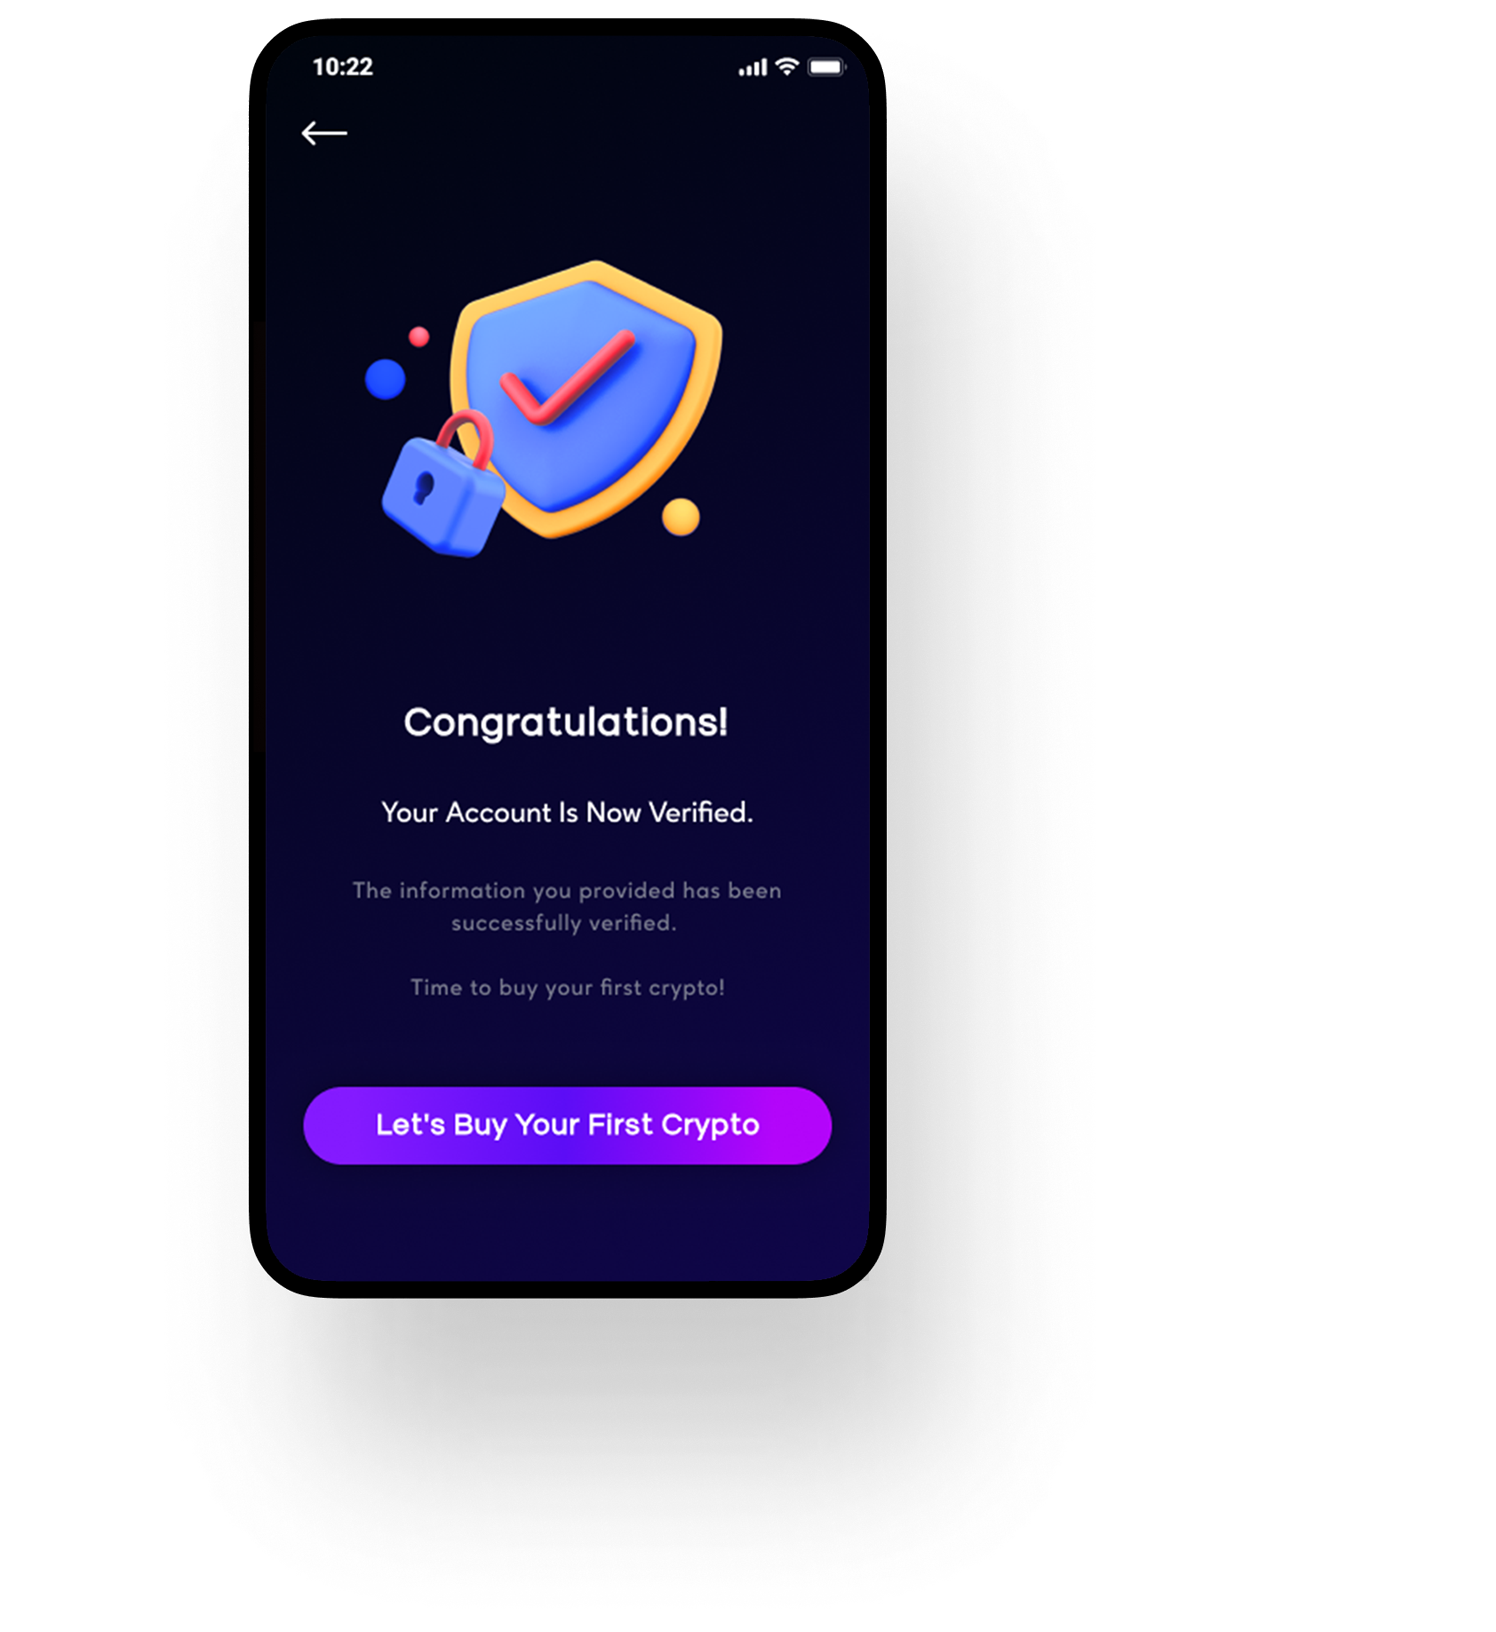 10:22
Congratulations!
Your Account Is Now Verified.
The information you provided has been
successfully verified.
Time to buy your first crypto!
Let's Buy Your First Crypto